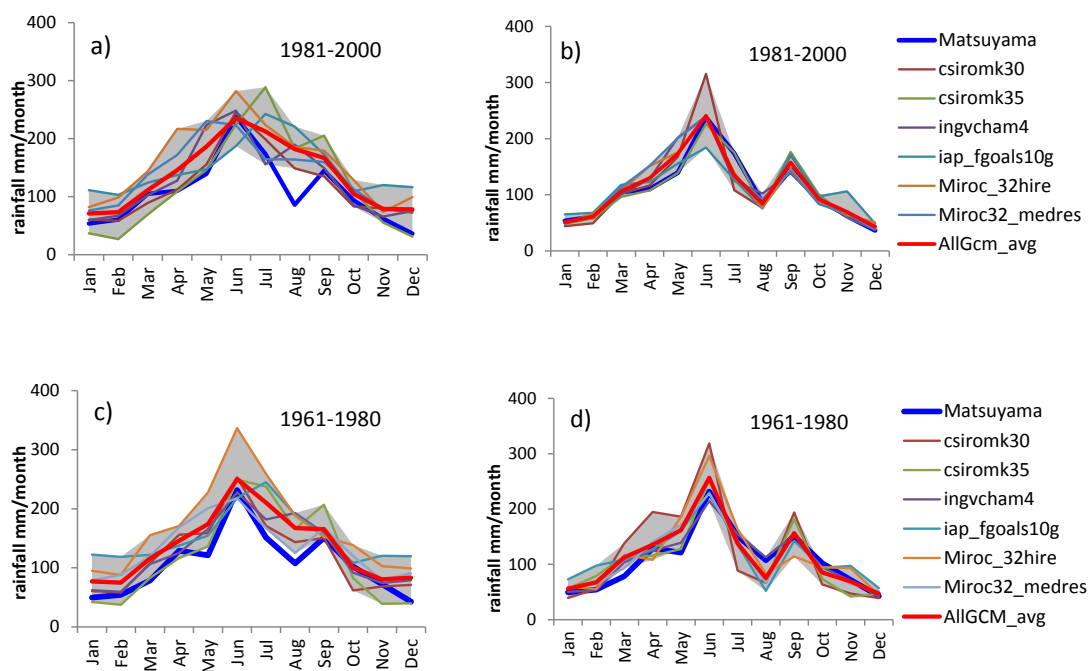 a)
1981-2000
rainfall mm/month
400
300
200
100
0
Jan Feb Mar Apr May Jun Jul Aug Sep Oct Nov Dec
b)
1981-2000
rainfall mm/month
400
300
200
100
0
Jan Feb Mar Apr May Jun Jul Aug Sep Oct Nov Dec
Matsuyama
csiromk30
csiromk35
ingvcham4
iap_fgoals10g
Miroc_32hire
Miroc32_medres
AllGcm_avg
c)
1961-1980
rainfall mm/month
400
300
200
100
0
Jan Feb Mar Apr May Jun Jul Aug Sep Oct Nov Dec
d)
1961-1980
rainfall mm/month
400
300
200
100
0
Jan Feb Mar Apr May Jun Jul Aug Sep Oct Nov Dec
Matsuyama
csiromk30
csiromk35
ingvcham4
iap_fgoals10g
Miroc_32hire
Miroc32_medres
AllGCM_avg